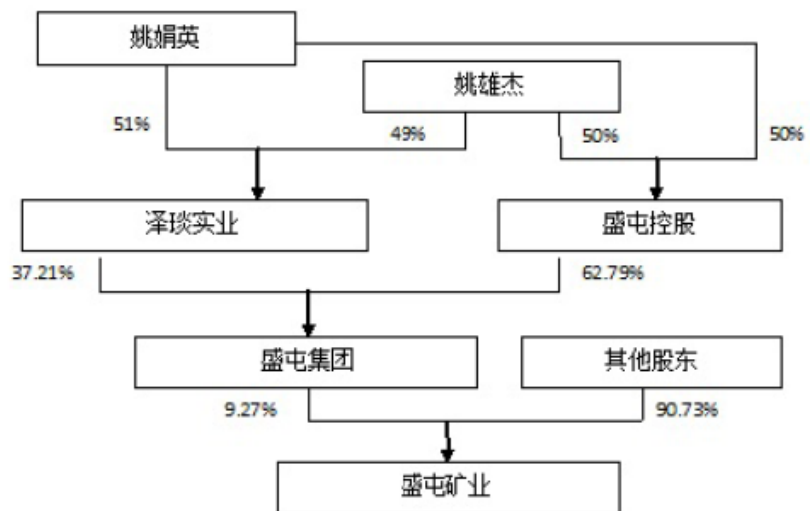 姚娟英
姚雄杰
51%
49%
50%
50%
泽琰实业
盛屯控股
37.21%
62.79%
盛屯集团
其他股东
9.27%
90.73%
盛屯矿业